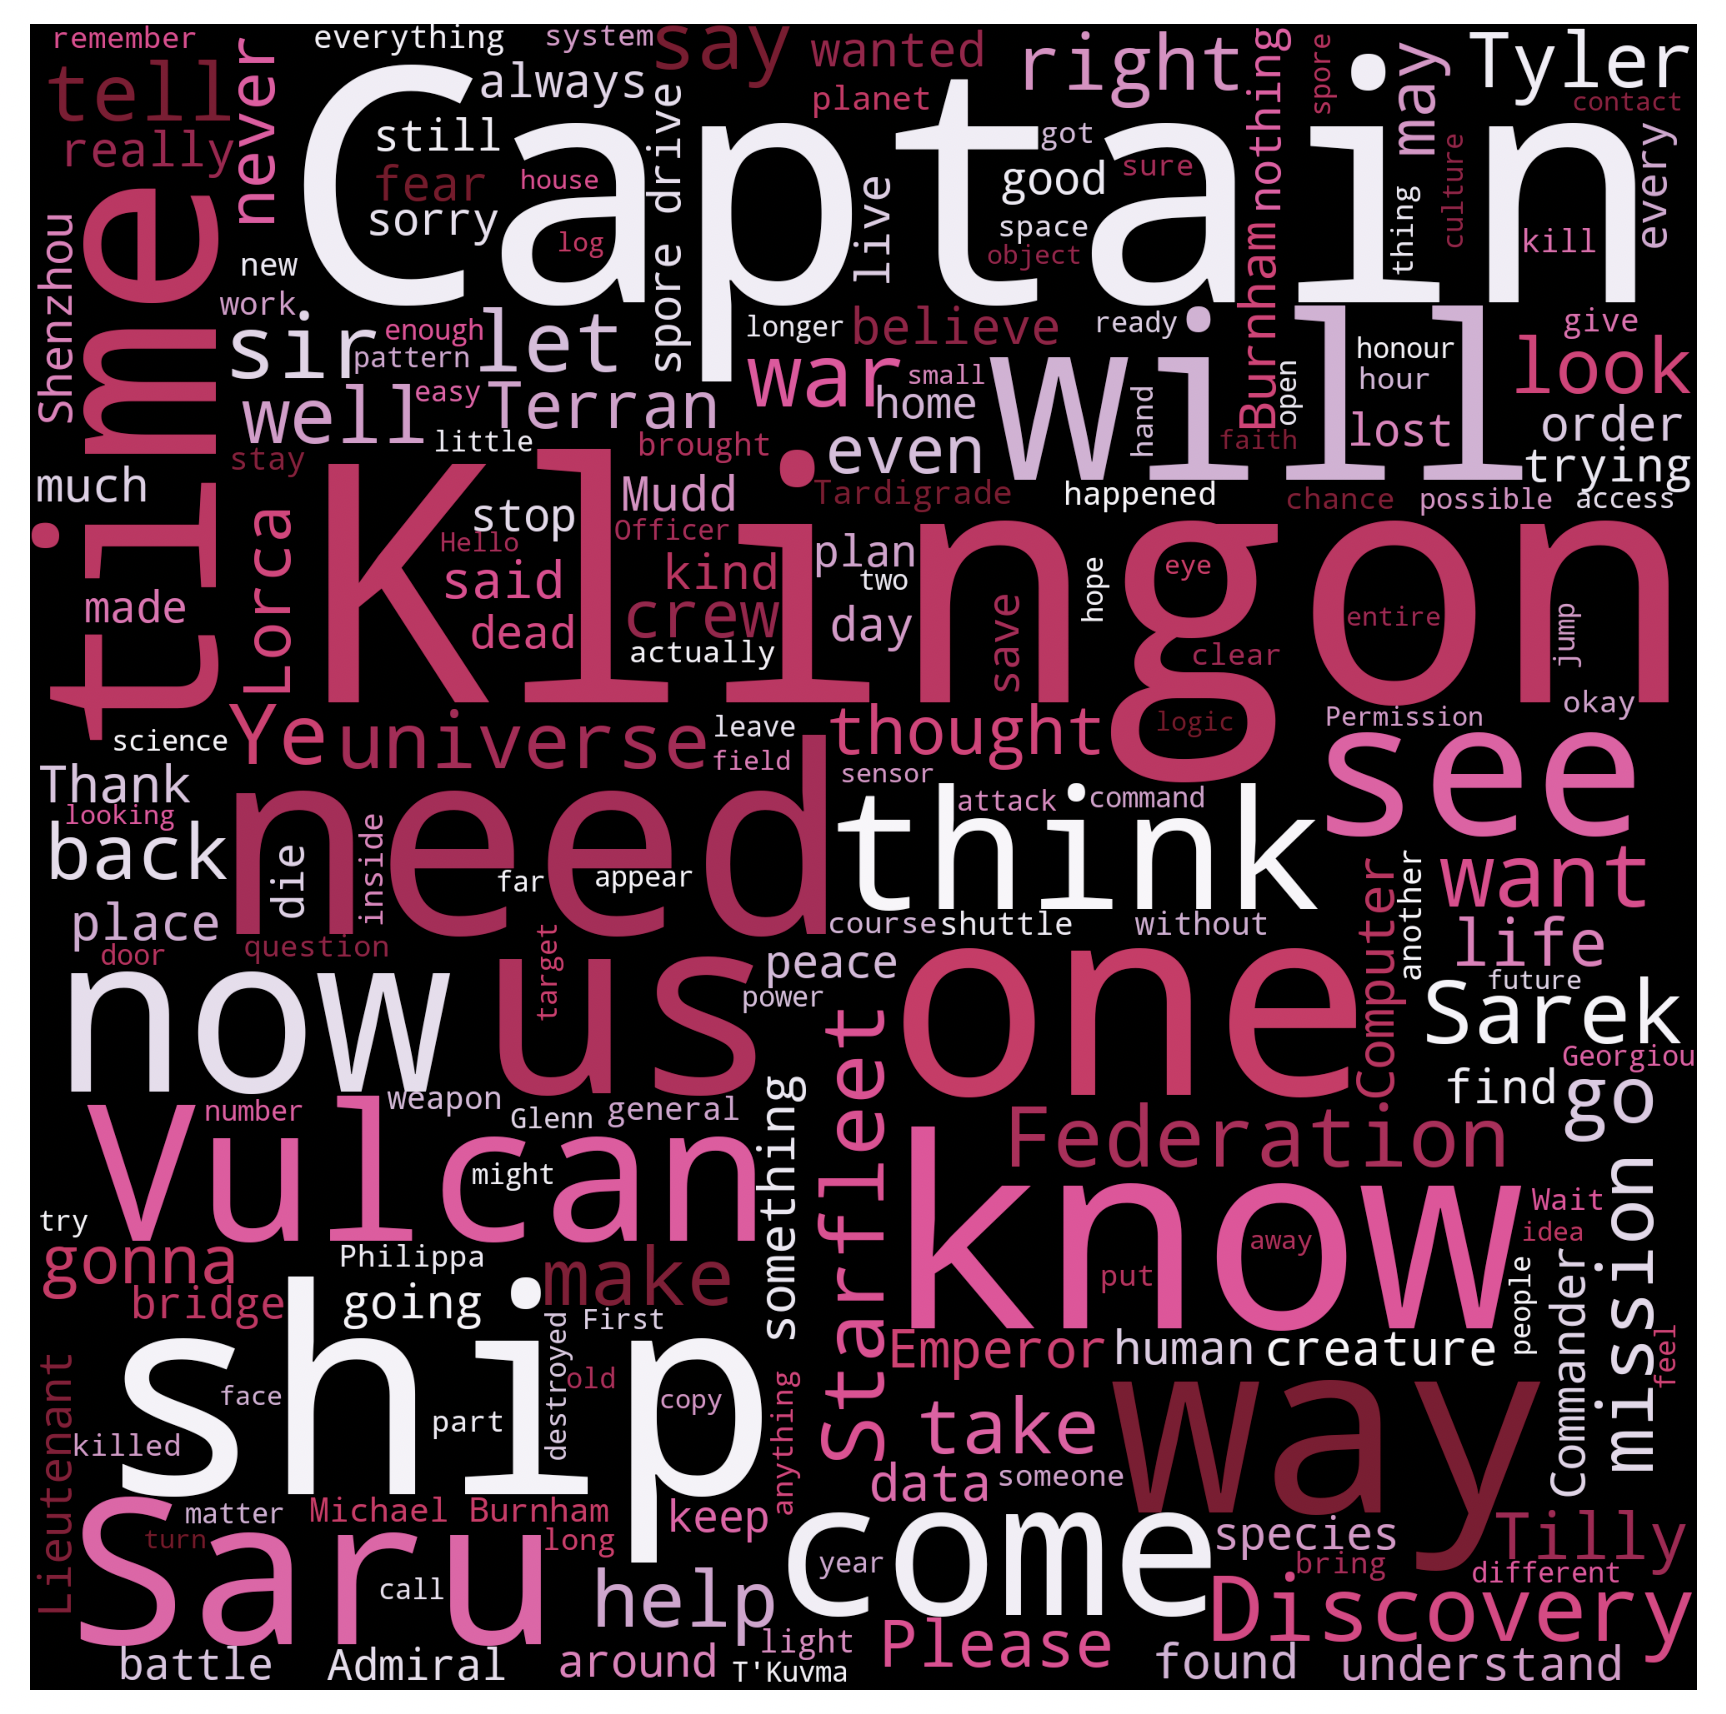 remember
everything
system
say
wanted
right
nothing
spore
may
Tyler
tell
never
always
planet
Captain
contact
really
still
spore drive
got
every
fear
house
live
good
sure
culture
sorry
space
thing
kill
Shenzhou
log
object
new
time
work
sir
enough
let
longer
believe
ready
will
Burnham
give
pattern
war
small
open
honour
look
well
easy
Terran
home
hour
little
brought
even
hand
faith
lost
order
stay
trying
much
Klingon
Mudd
Tardigrade
happened
chance
possible
access
Lorca
stop
Officer
Hello
plan
eye
said
kind
two
hope
made
crew
day
save
entire
jump
dead
actually
clear
science
Ye
universe
leave
thought
logic
Permission
okay
field
sensor
see
Thank
looking
need
think
attack
command
back
die
inside
far
appear
Computer
another
want
place
question
course
shuttle
without
life
door
target
peace
now
us
power
one
future
Sarek
Starfleet
Georgiou
weapon
find
go
number
Vulcan
Glenn
general
something
Federation
might
know
mission
Wait
try
idea
gonna
Philippa
make
away
put
people
bridge
going
Commander
ship
destroyed
First
Emperor
human
creature
feel
Lieutenant
face
old
copy
part
anything
take
way
killed
data
someone
Saru
matter
Michael Burnham
keep
come
species
Tilly
turn
long
year
bring
different
call
help
Discovery
light
Please
battle
Admiral
around
T'Kuvma
found
understand